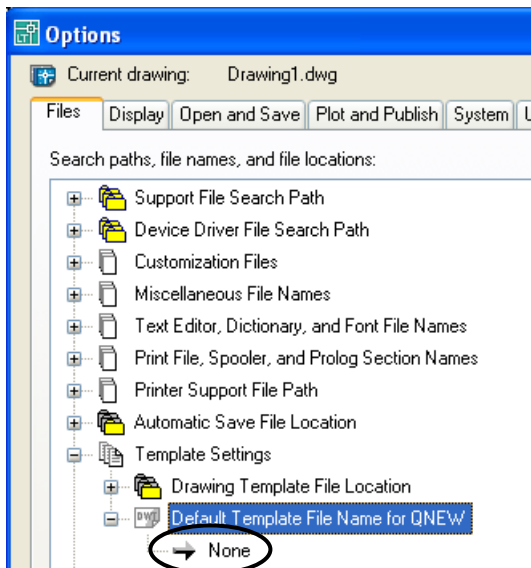 Options
Current drawing: Drawing1.dwg
Files Display Open and Save Plot and Publish System
Search paths, file names, and file locations:
Support File Search Path
Device Driver File Search Path
Customization Files
Miscellaneous File Names
Text Editor, Dictionary, and Font File Names
Print File, Spooler, and Prolog Section Names
Printer Support File Path
Automatic Save File Location
Template Settings
Drawing Template File Location
Default Template File Name for QNEW
None